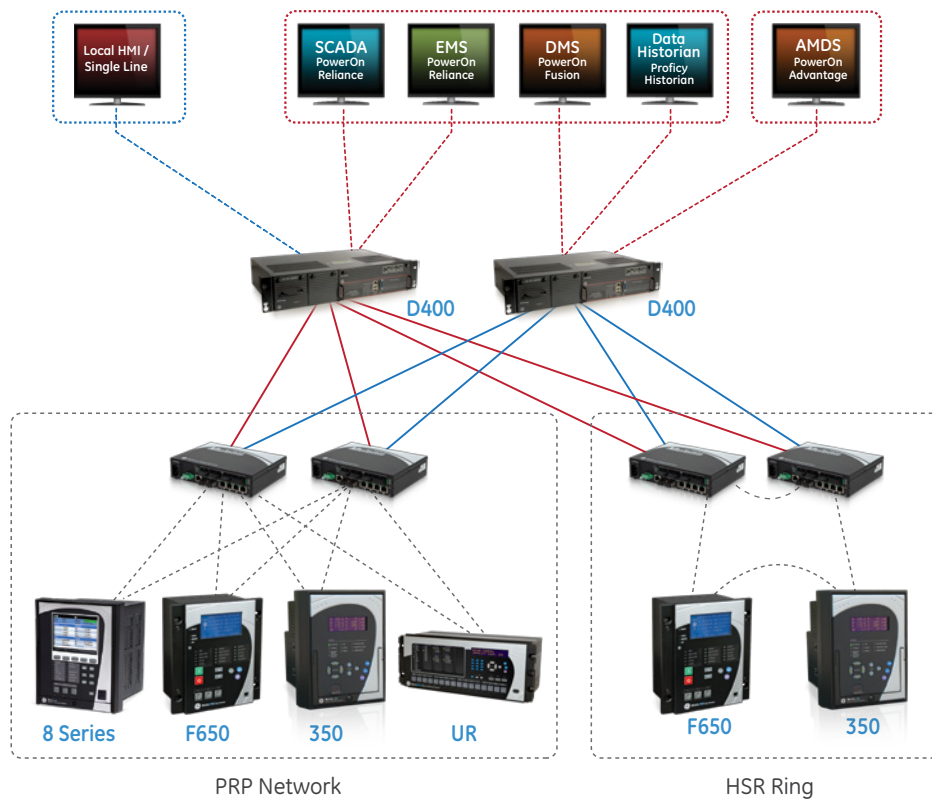 Local HMI /
Single Line
SCADA
PowerOn
Reliance
EMS
PowerOn
Reliance
DMS
PowerOn
Fusion
Data
Historian
Proficy
Historian
AMDS
PowerOn
Advantage
D400
D400
8 Series
F650
350
UR
F650
350
PRP Network
HSR Ring